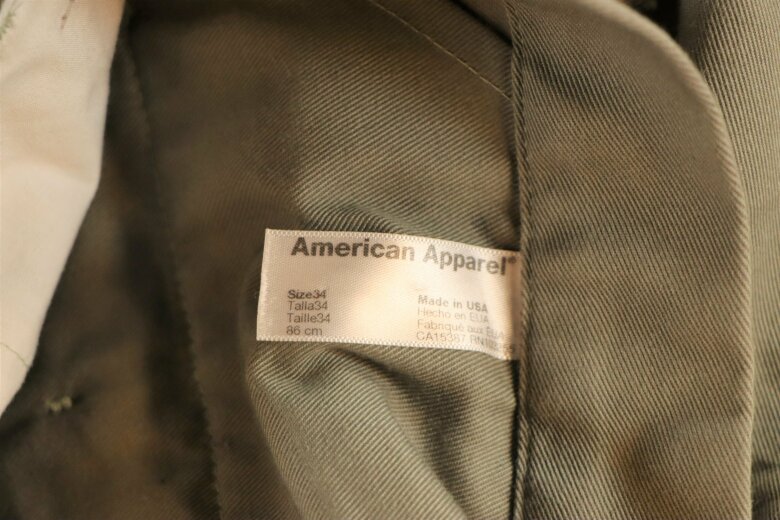 American Apparel®
Size34
Talla34
Taille34
86 cm
Made in USA
Hecho en EUA
Fabriqué aux EUA
CA15387